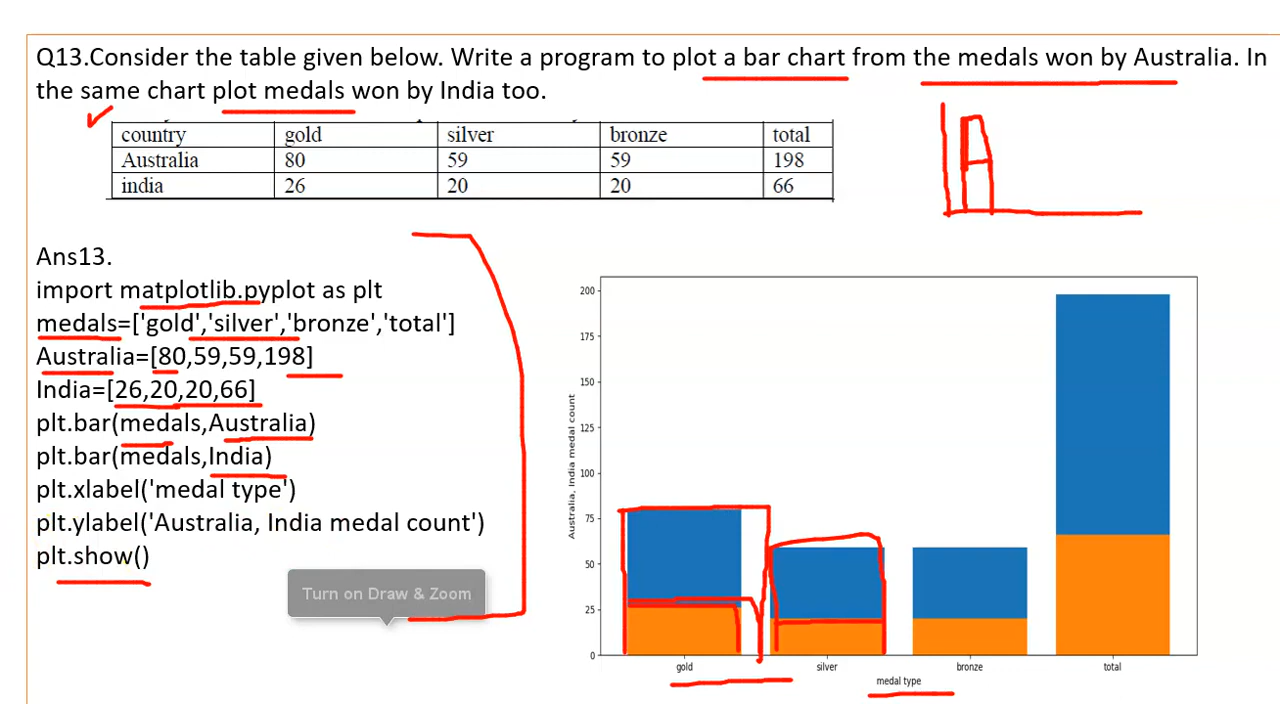 Q13.Consider the table given below. Write a program to plot a bar chart from the medals won by Australia. In
the same chart plot medals won by India too.
country gold silver bronze total
Australia 80 59 59 198
india 26 20 20 66
Ans13.
import matplotlib.pyplot as plt
medals=['gold','silver','bronze','total']
Australia=[80,59,59,198]
India=[26,20,20,66]
plt.bar(medals,Australia)
plt.bar(medals,India)
plt.xlabel('medal type')
plt.ylabel('Australia, India medal count')
plt.show()
Turn on Draw & Zoom
200
175
150
125
100
75
50
25
0
Australia, India medal count
gold silver bronze total
medal type